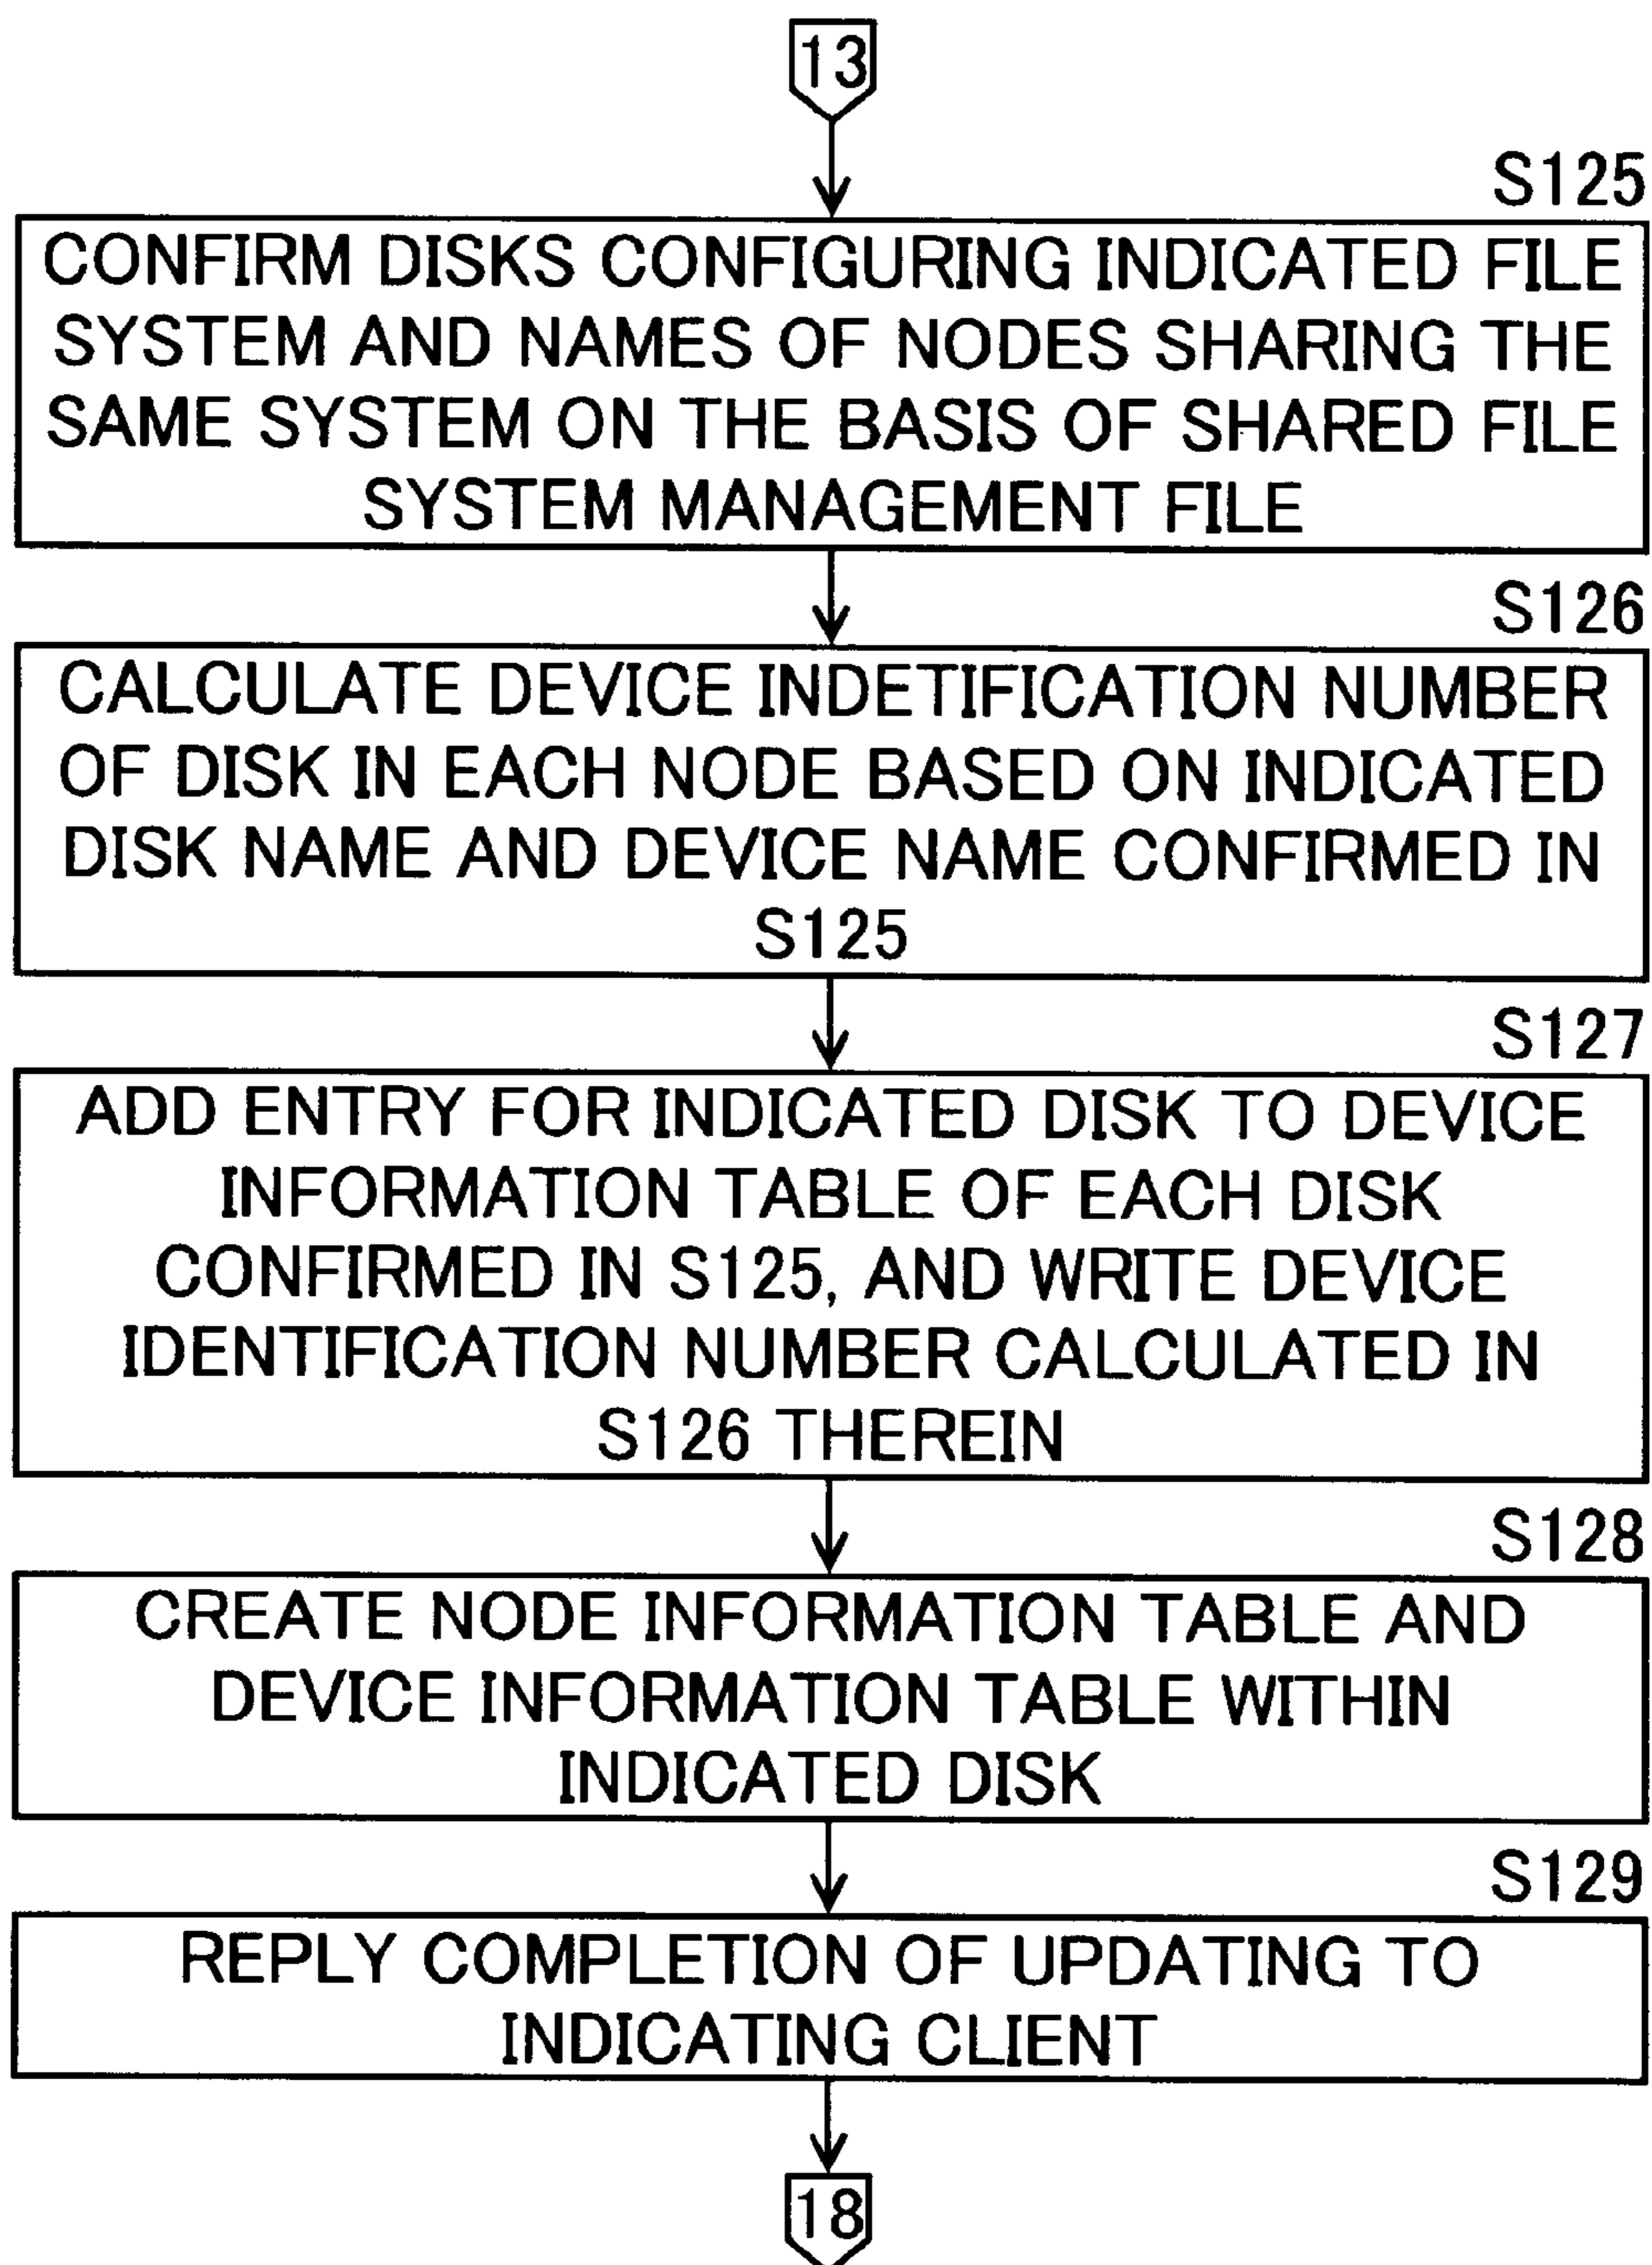 13
S125
CONFIRM DISKS CONFIGURING INDICATED FILE
SYSTEM AND NAMES OF NODES SHARING THE
SAME SYSTEM ON THE BASIS OF SHARED FILE
SYSTEM MANAGEMENT FILE
S126
CALCULATE DEVICE INDETIFICATION NUMBER
OF DISK IN EACH NODE BASED ON INDICATED
DISK NAME AND DEVICE NAME CONFIRMED IN
S125
S127
ADD ENTRY FOR INDICATED DISK TO DEVICE
INFORMATION TABLE OF EACH DISK
CONFIRMED IN S125, AND WRITE DEVICE
IDENTIFICATION NUMBER CALCULATED IN
S126 THEREIN
S128
CREATE NODE INFORMATION TABLE AND
DEVICE INFORMATION TABLE WITHIN
INDICATED DISK
S129
REPLY COMPLETION OF UPDATING TO
INDICATING CLIENT
18